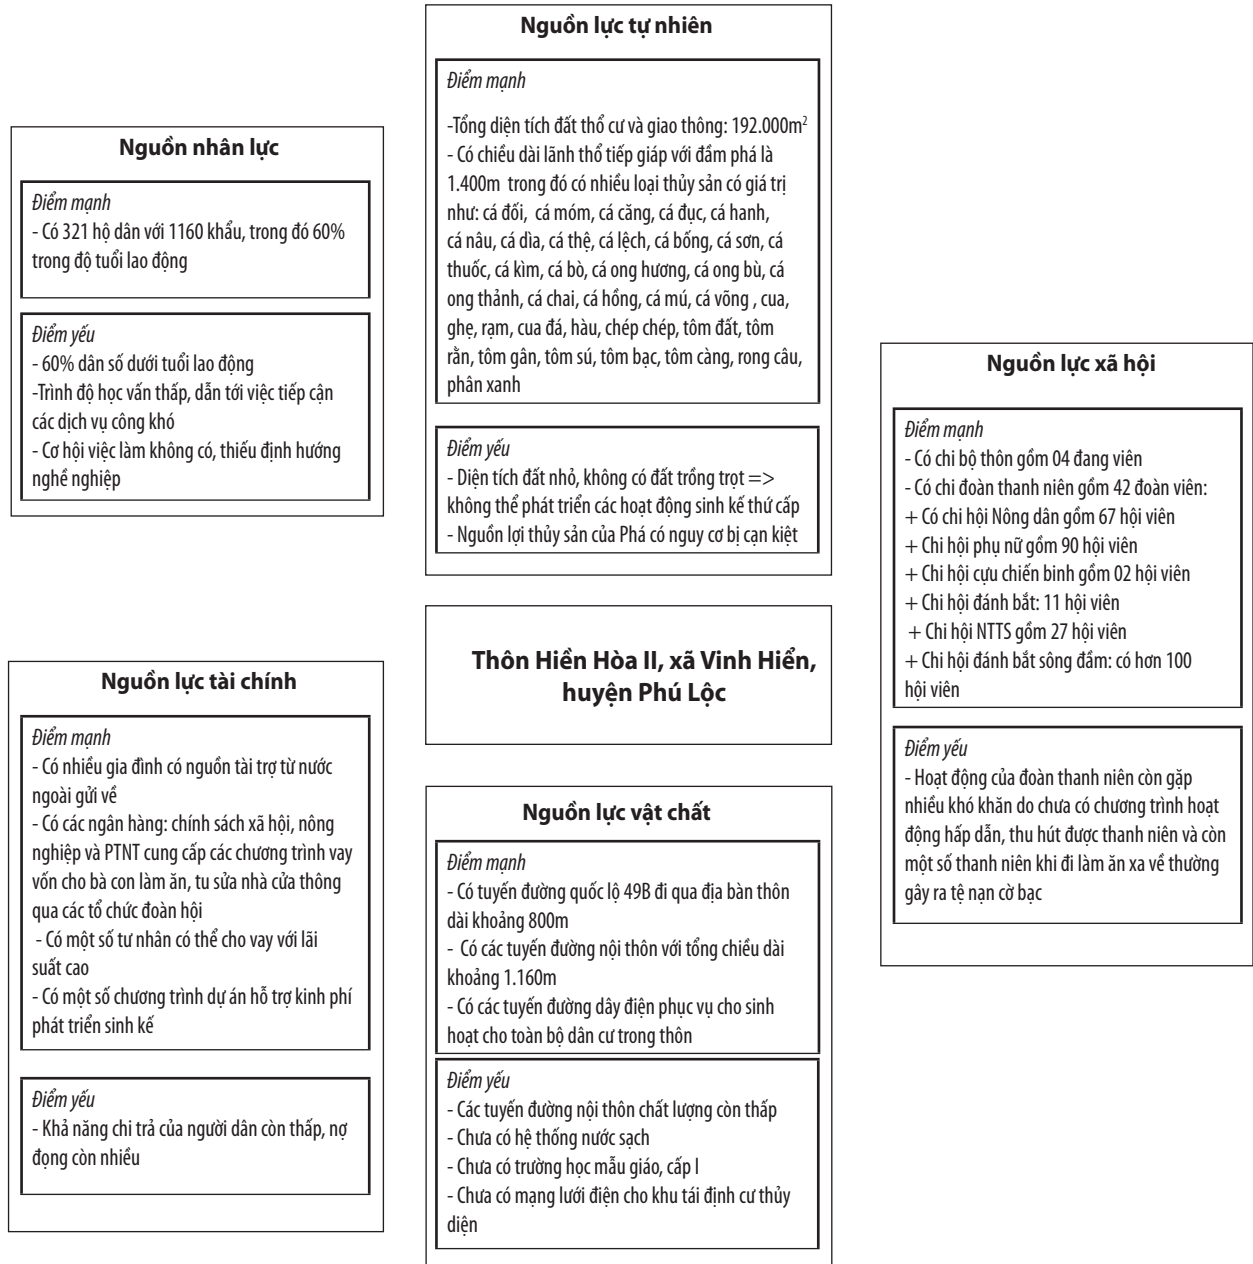 Nguồn lực tự nhiên
Điểm mạnh
-Tổng diện tích đất thổ cư và giao thông: 192.000m²
- Có chiều dài lãnh thổ tiếp giáp với đầm phá là
1.400m trong đó có nhiều loại thủy sản có giá trị
như: cá đối, cá móm, cá căng, cá đục, cá hanh,
cá nâu, cá dìa, cá thệ, cá lệch, cá bống, cá sơn, cá
thuốc, cá kìm, cá bò, cá ong hương, cá ong bù, cá
ong thảnh, cá chai, cá hồng, cá mú, cá võng , cua,
ghẹ, rạm, cua đá, hàu, chép chép, tôm đất, tôm
rằn, tôm gân, tôm sú, tôm bạc, tôm càng, rong câu,
phân xanh
Điểm yếu
- Diện tích đất nhỏ, không có đất trồng trọt =>
không thể phát triển các hoạt động sinh kế thứ cấp
- Nguồn lợi thủy sản của Phá có nguy cơ bị cạn kiệt
Nguồn nhân lực
Điểm mạnh
- Có 321 hộ dân với 1160 khẩu, trong đó 60%
trong độ tuổi lao động
Điểm yếu
- 60% dân số dưới tuổi lao động
-Trình độ học vấn thấp, dẫn tới việc tiếp cận
các dịch vụ công khó
- Cơ hội việc làm không có, thiếu định hướng
nghề nghiệp
Nguồn lực xã hội
Điểm mạnh
- Có chi bộ thôn gồm 04 đang viên
- Có chi đoàn thanh niên gồm 42 đoàn viên:
+ Có chi hội Nông dân gồm 67 hội viên
+ Chi hội phụ nữ gồm 90 hội viên
+ Chi hội cựu chiến binh gồm 02 hội viên
+ Chi hội đánh bắt: 11 hội viên
+ Chi hội NTTS gồm 27 hội viên
+ Chi hội đánh bắt sông đầm: có hơn 100
hội viên
Điểm yếu
- Hoạt động của đoàn thanh niên còn gặp
nhiều khó khăn do chưa có chương trình hoạt
động hấp dẫn, thu hút được thanh niên và còn
một số thanh niên khi đi làm ăn xa về thường
gây ra tệ nạn cờ bạc
Thôn Hiền Hòa II, xã Vinh Hiển,
huyện Phú Lộc
Nguồn lực tài chính
Điểm mạnh
- Có nhiều gia đình có nguồn tài trợ từ nước
ngoài gửi về
- Có các ngân hàng: chính sách xã hội, nông
nghiệp và PTNT cung cấp các chương trình vay
vốn cho bà con làm ăn, tu sửa nhà cửa thông
qua các tổ chức đoàn hội
- Có một số tư nhân có thể cho vay với lãi
suất cao
- Có một số chương trình dự án hỗ trợ kinh phí
phát triển sinh kế
Điểm yếu
- Khả năng chi trả của người dân còn thấp, nợ
đọng còn nhiều
Nguồn lực vật chất
Điểm mạnh
- Có tuyến đường quốc lộ 49B đi qua địa bàn thôn
dài khoảng 800m
- Có các tuyến đường nội thôn với tổng chiều dài
khoảng 1.160m
- Có các tuyến đường dây điện phục vụ cho sinh
hoạt cho toàn bộ dân cư trong thôn
Điểm yếu
- Các tuyến đường nội thôn chất lượng còn thấp
- Chưa có hệ thống nước sạch
- Chưa có trường học mẫu giáo, cấp I
- Chưa có mạng lưới điện cho khu tái định cư thủy
diện